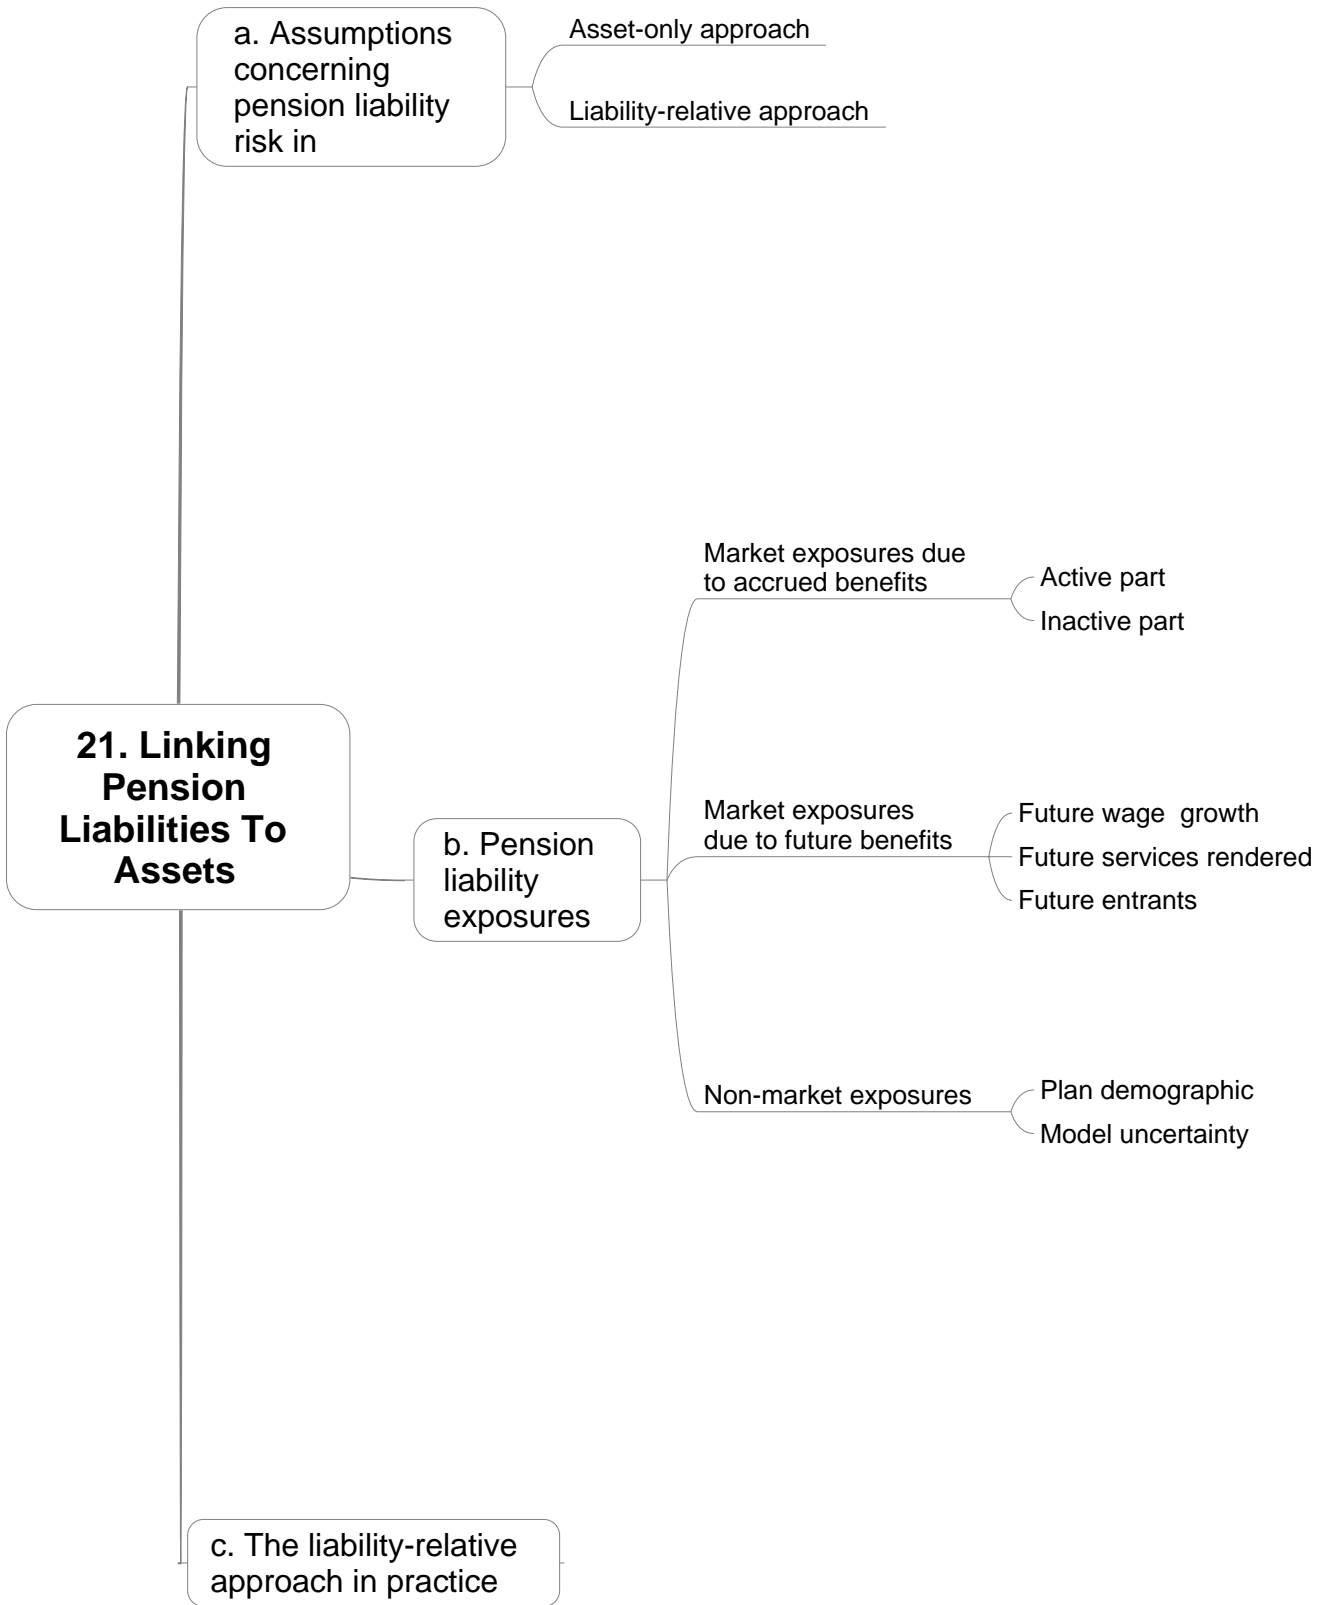 a. Assumptions
concerning
pension liability
risk in
Asset-only approach
Liability-relative approach
21. Linking
Pension
Liabilities To
Assets
b. Pension
liability
exposures
Market exposures due
to accrued benefits
Active part
Inactive part
Market exposures
due to future benefits
Future wage  growth
Future services rendered
Future entrants
Non-market exposures
Plan demographic
Model uncertainty
c. The liability-relative
approach in practice